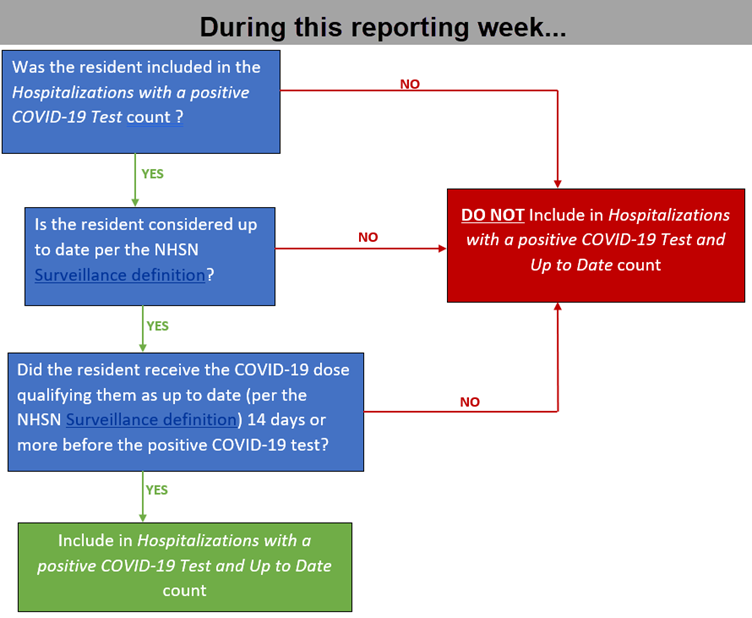 During this reporting week...
Was the resident included in the
Hospitalizations with a positive
COVID-19 Test count ?
NO
YES
Is the resident considered up
to date per the NHSN
Surveillance definition?
NO
DO NOT Include in Hospitalizations
with a positive COVID-19 Test and
Up to Date count
YES
Did the resident receive the COVID-19 dose
qualifying them as up to date (per the
NHSN Surveillance definition) 14 days or
more before the positive COVID-19 test?
NO
YES
Include in Hospitalizations with a
positive COVID-19 Test and Up to Date
count